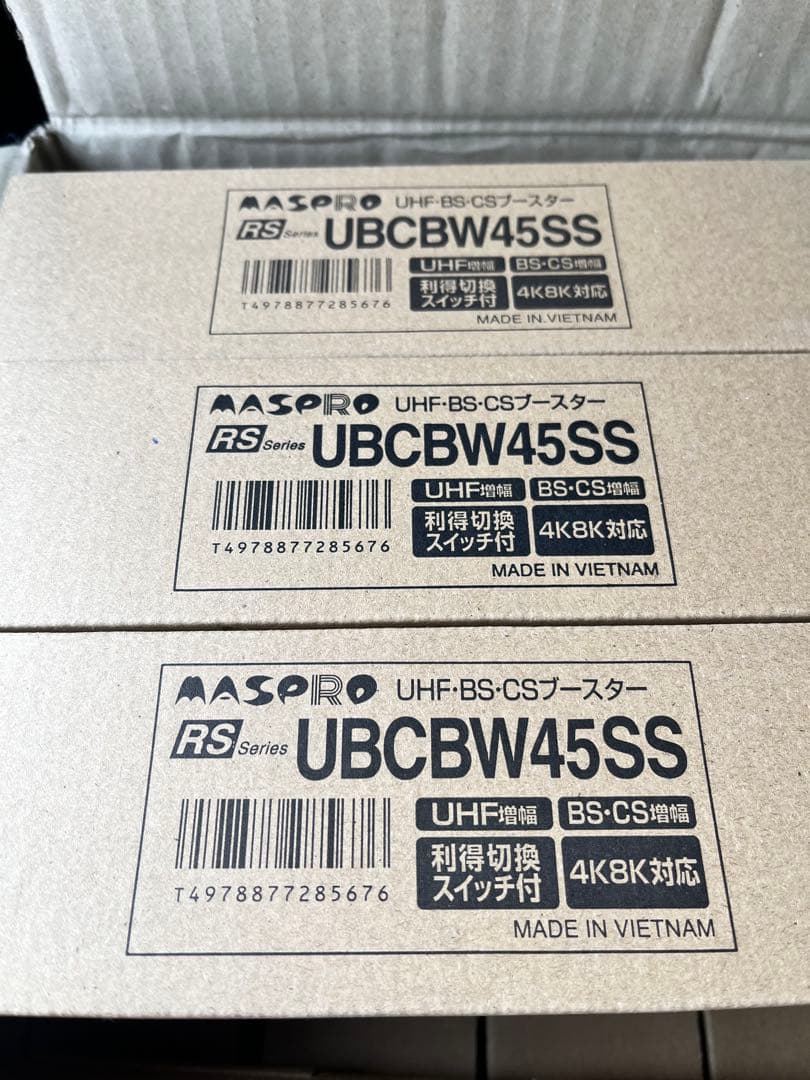 MASPRO UHF・BS・CSブースター
RS Series UBCBW45SS
UHF増幅 BS・CS増幅
利得切換
スイッチ付 4K8K対応
T4978877285676
MADE IN VIETNAM
MASPRO UHF・BS・CSブースター
RS Series UBCBW45SS
UHF増幅 BS・CS増幅
利得切換
スイッチ付 4K8K対応
T4978877285676
MADE IN VIETNAM
MASPRO UHF・BS・CSブースター
RS Series UBCBW45SS
UHF増幅 BS・CS増幅
利得切換
スイッチ付 4K8K対応
T4978877285676
MADE IN VIETNAM